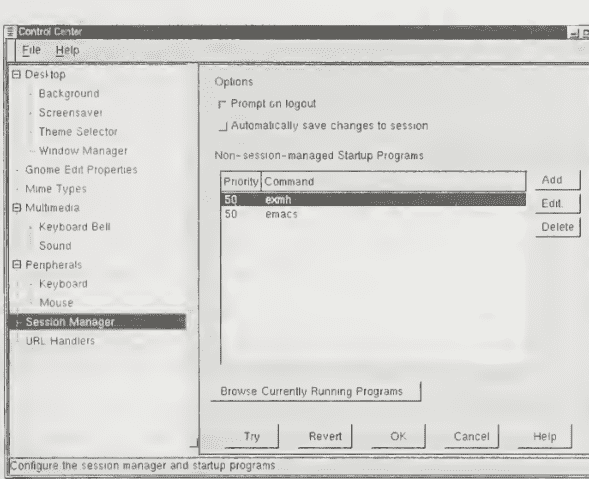 Control Center
File Help
Desktop
Background
Screensaver
Theme Selector
Window Manager
Gnome Edit Properties
Mime Types
Multimedia
Keyboard Bell
Sound
Peripherals
Keyboard
Mouse
Session Manager
URL Handlers
Options
Prompt on logout
Automatically save changes to session
Non-session-managed Startup Programs
Priority Command
50 exmh
50 emacs
Add
Edit.
Delete
Browse Currently Running Programs
Try Revert OK Cancel Help
Configure the session manager and startup programs